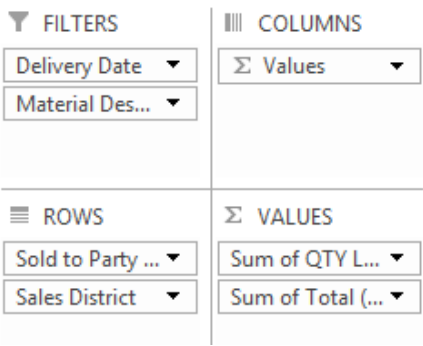 FILTERS
Delivery Date
Material Des...
COLUMNS
Σ Values
ROWS
Sold to Party ...
Sales District
Σ VALUES
Sum of QTY L...
Sum of Total (...